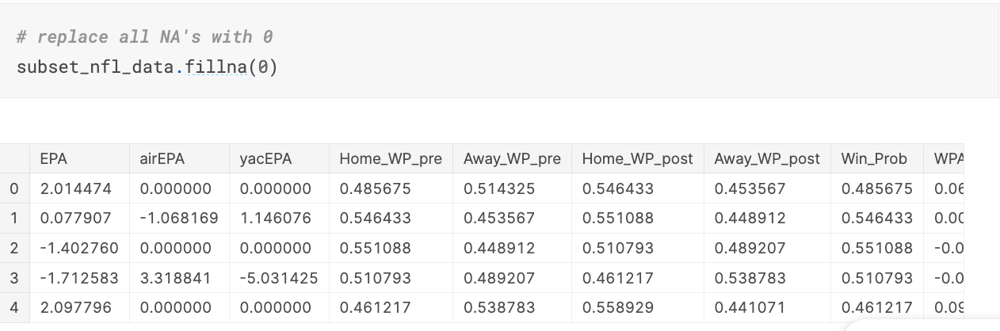 # replace all NA's with 0
subset_nfl_data.fillna(0)
EPA airEPA yacEPA Home_WP_pre Away_WP_pre Home_WP_post Away_WP_post Win_Prob WPA
0 2.014474 0.000000 0.000000 0.485675 0.514325 0.546433 0.453567 0.485675 0.06
1 0.077907 -1.068169 1.146076 0.546433 0.453567 0.551088 0.448912 0.546433 0.00
2 -1.402760 0.000000 0.000000 0.551088 0.448912 0.510793 0.489207 0.551088 -0.0
3 -1.712583 3.318841 -5.031425 0.510793 0.489207 0.461217 0.538783 0.510793 -0.0
4 2.097796 0.000000 0.000000 0.461217 0.538783 0.558929 0.441071 0.461217 0.09